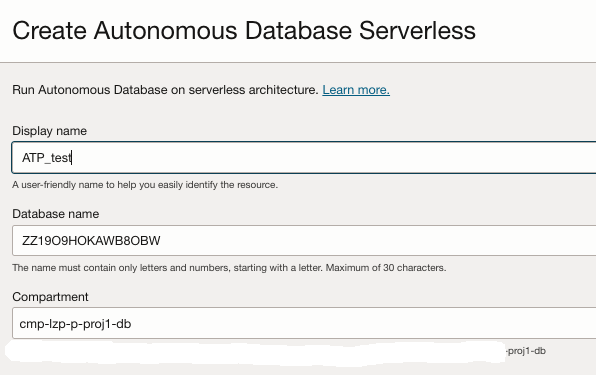 Create Autonomous Database Serverless
Run Autonomous Database on serverless architecture. Learn more.
Display name
ATP_test
A user-friendly name to help you easily identify the resource.
Database name
ZZ19O9HOKAWB8OBW
The name must contain only letters and numbers, starting with a letter. Maximum of 30 characters.
Compartment
cmp-lzp-p-proj1-db
-proj1-db